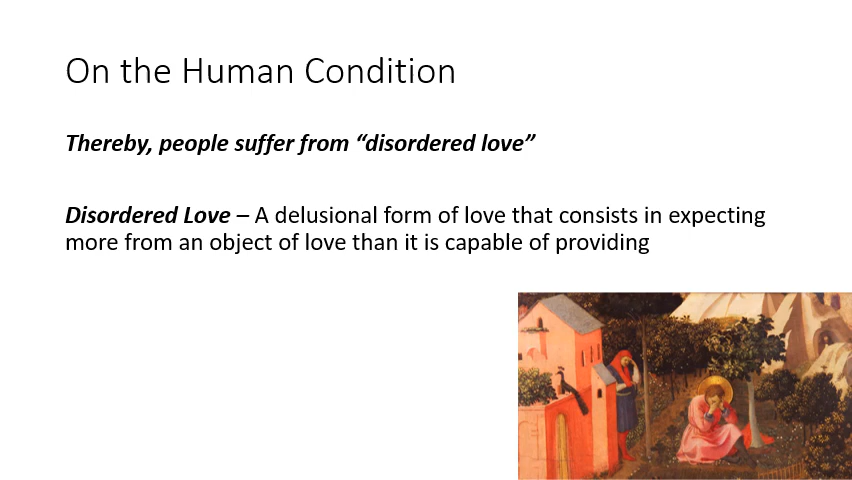 On the Human Condition
Thereby, people suffer from “disordered love”
Disordered Love – A delusional form of love that consists in expecting
more from an object of love than it is capable of providing